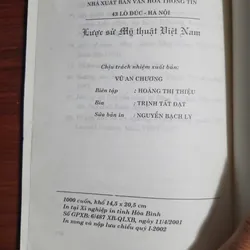 NHÀ XUẤT BẢN VĂN HÓA THÔNG TIN
43 LÒ ĐÚC - HÀ NỘI
Lược sử Mỹ thuật Việt Nam
Chịu trách nhiệm xuất bản:
VŨ AN CHƯƠNG
Biên tập : HOÀNG THỊ THIỆU
Bìa : TRỊNH TẤT ĐẠT
Sửa bản in : NGUYỄN BẠCH LÝ
1000 cuốn, khổ 14,5 x 20,5 cm
In tại Xí nghiệp in tỉnh Hòa Bình
Số GPXB: 6/467 XB-QLXB, ngày 11/4/2001
In xong và nộp lưu chiểu quý I-2002